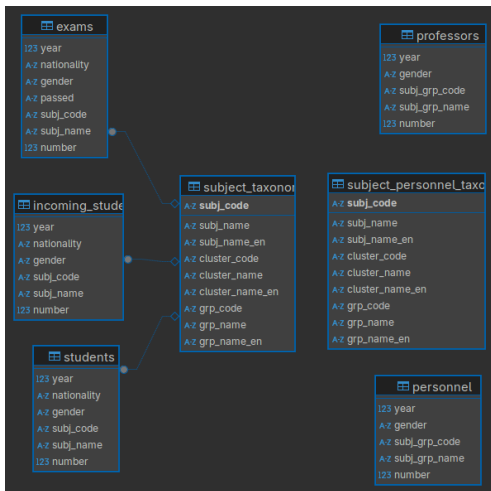 exams
123 year
A-Z nationality
A-Z gender
A-Z passed
A-Z subj_code
A-Z subj_name
123 number
professors
123 year
A-Z gender
A-Z subj_grp_code
A-Z subj_grp_name
123 number
incoming_stude
123 year
A-Z nationality
A-Z gender
A-Z subj_code
A-Z subj_name
123 number
subject_taxonor
A-Z subj_code
A-Z subj_name
A-Z subj_name_en
A-Z cluster_code
A-Z cluster_name
A-Z cluster_name_en
A-Z grp_code
A-Z grp_name
A-Z grp_name_en
subject_personnel_taxo
A-Z subj_code
A-Z subj_name
A-Z subj_name_en
A-Z cluster_code
A-Z cluster_name
A-Z cluster_name_en
A-Z grp_code
A-Z grp_name
A-Z grp_name_en
students
123 year
A-Z nationality
A-Z gender
A-Z subj_code
A-Z subj_name
123 number
personnel
123 year
A-Z gender
A-Z subj_grp_code
A-Z subj_grp_name
123 number